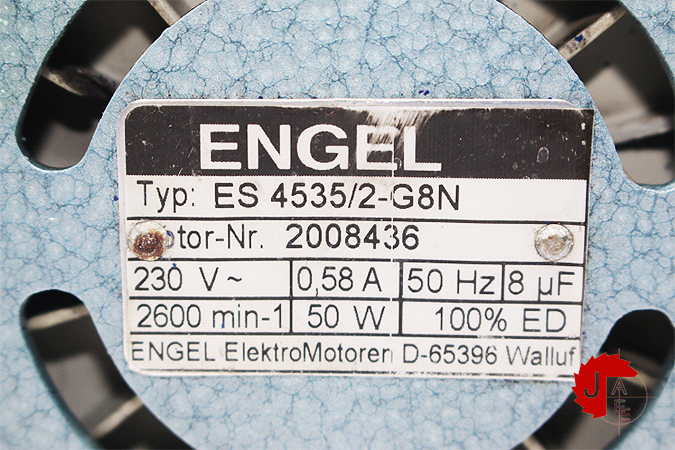 ENGEL
Typ: ES 4535/2-G8N
Motor-Nr. 2008436
230 V~ 0,58 A 50 Hz 8 µF
2600 min-1 50 W 100% ED
ENGEL ElektroMotoren D-65396 Walluf